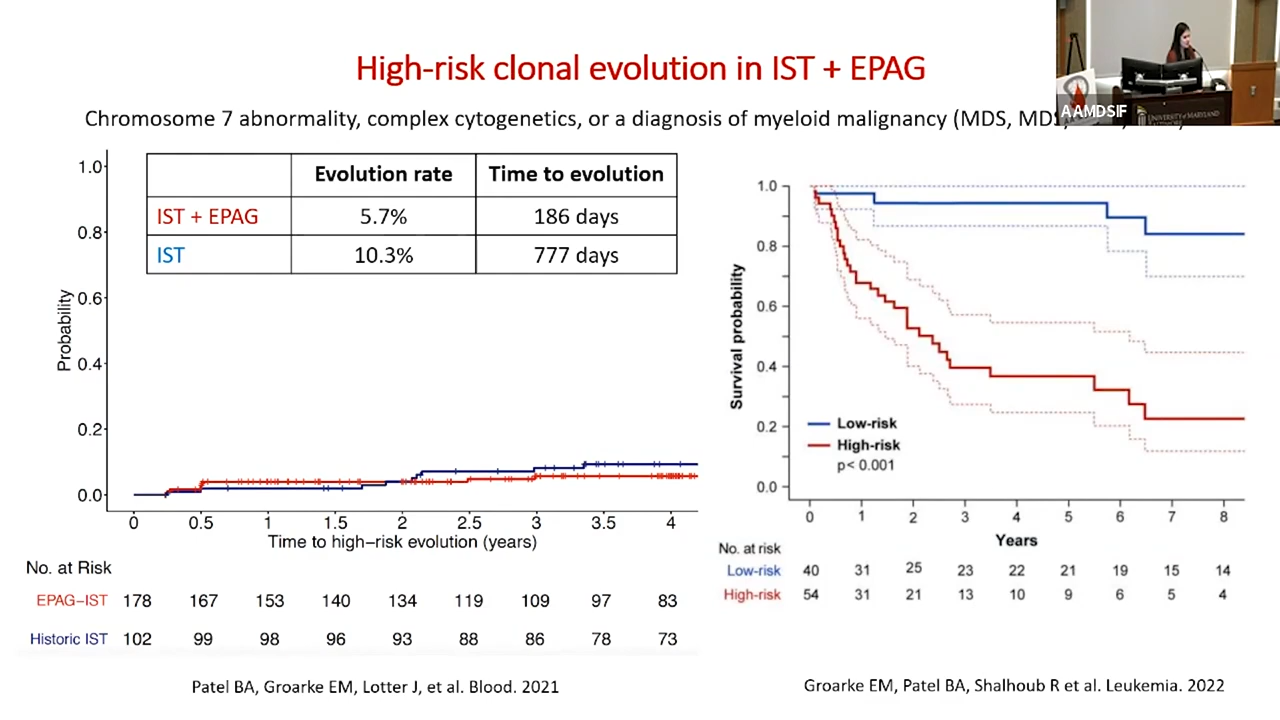 High-risk clonal evolution in IST + EPAG
Chromosome 7 abnormality, complex cytogenetics, or a diagnosis of myeloid malignancy (MDS,
AAMDSIF
UNIVERSITY of MARYLAND
Evolution rate Time to evolution
IST + EPAG 5.7% 186 days
IST 10.3% 777 days
Probability
1.0
0.8
0.6
0.4
0.2
0.0
0 0.5 1 1.5 2 2.5 3 3.5 4
Time to high–risk evolution (years)
No. at Risk
EPAG–IST 178 167 153 140 134 119 109 97 83
Historic IST 102 99 98 96 93 88 86 78 73
Patel BA, Groarke EM, Lotter J, et al. Blood. 2021
Survival probability
1.0
0.8
0.6
0.4
0.2
0.0
Low-risk
High-risk
p< 0.001
0 1 2 3 4 5 6 7 8
Years
No. at risk
Low-risk 40 31 25 23 22 21 19 15 14
High-risk 54 31 21 13 10 9 6 5 4
Groarke EM, Patel BA, Shalhoub R et al. Leukemia. 2022